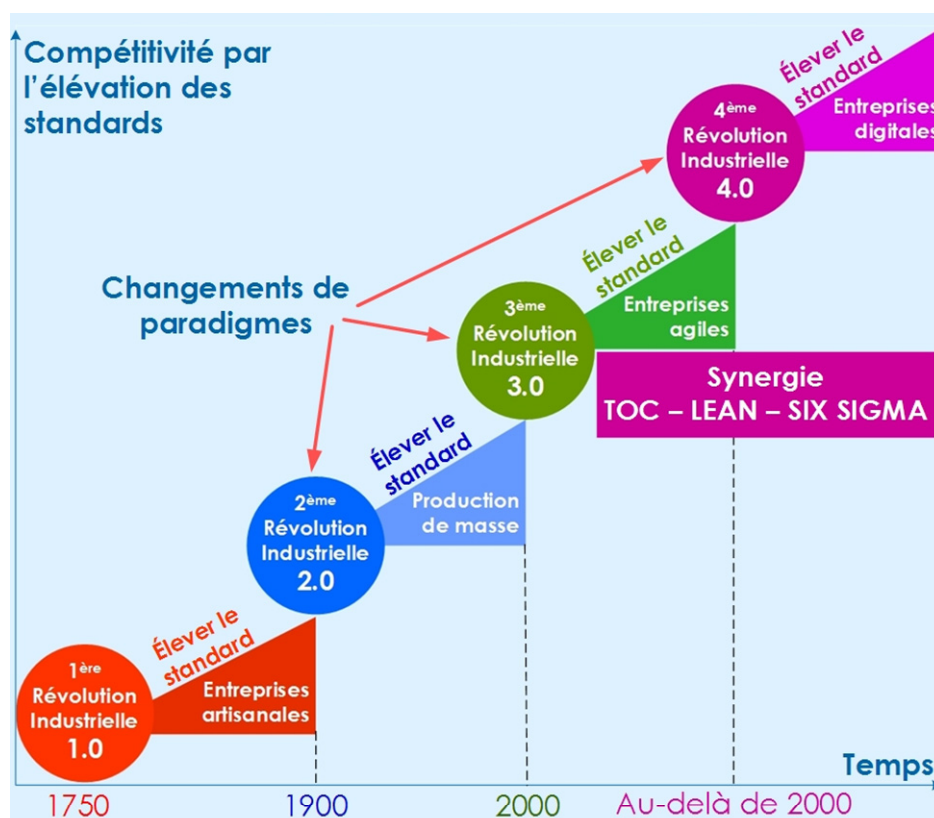 Compétitivité par
l'élévation des
standards
Élever le
standard
Entreprises
digitales
4ème
Révolution
Industrielle
4.0
Élever le
standard
Entreprises
agiles
Changements de
paradigmes
3ème
Révolution
Industrielle
3.0
Synergie
TOC – LEAN – SIX SIGMA
Élever le
standard
Production
de masse
2ème
Révolution
Industrielle
2.0
Élever le
standard
Entreprises
artisanales
1ère
Révolution
Industrielle
1.0
Temps
1750
1900
2000
Au-delà de 2000